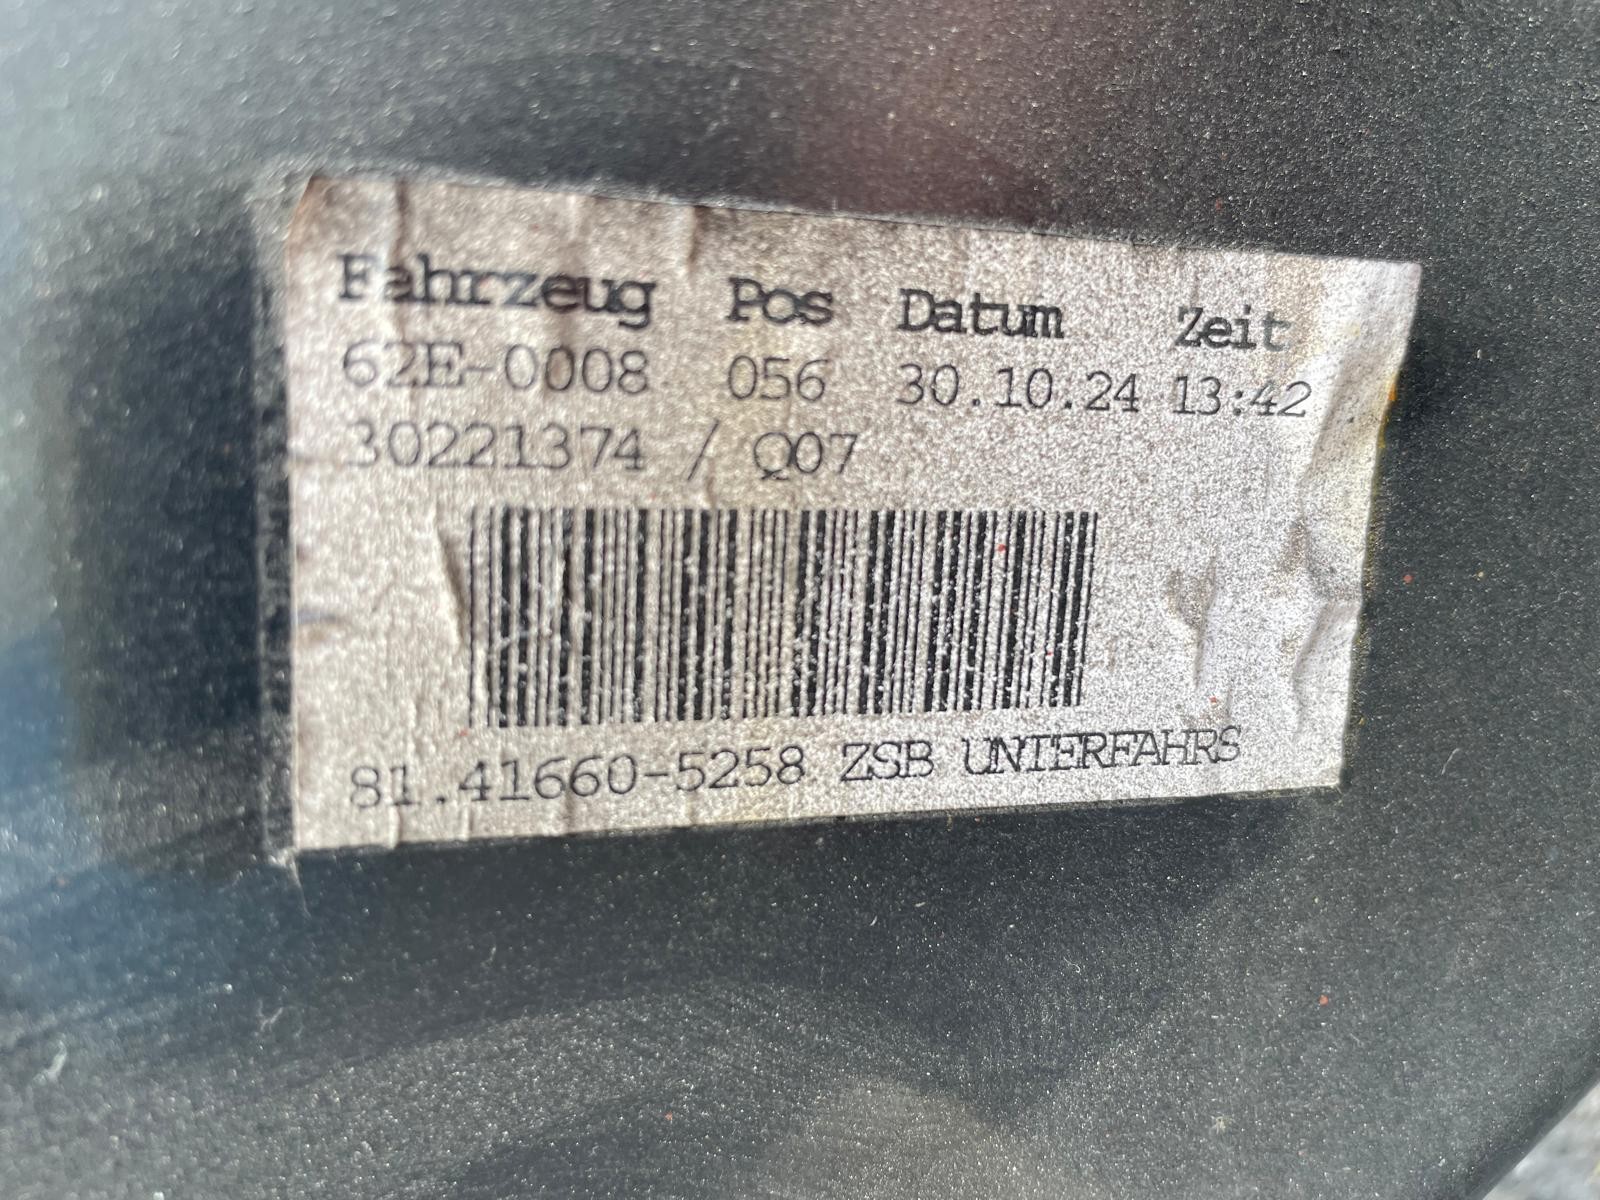 Fahrzeug Pos Datum Zeit
62E-0008 056 30.10.24 13:42
30221374 / Q07
81.41660-5258 ZSB UNTERFAHRS